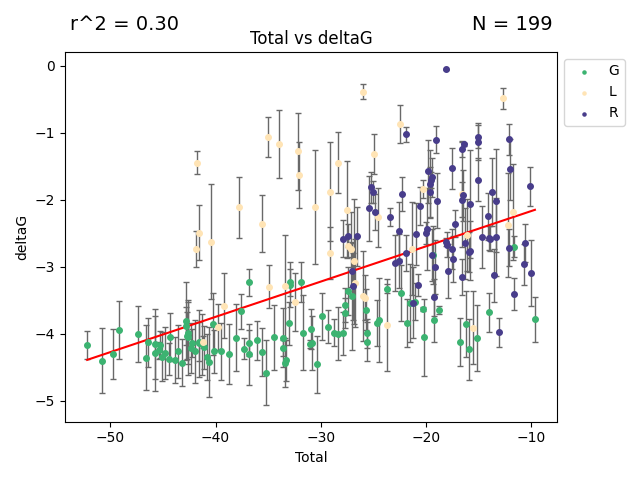 r^2 = 0.30 N = 199
Total vs deltaG
0
−1
−2
−3
−4
−5
deltaG
−50 −40 −30 −20 −10
Total
G
L
R